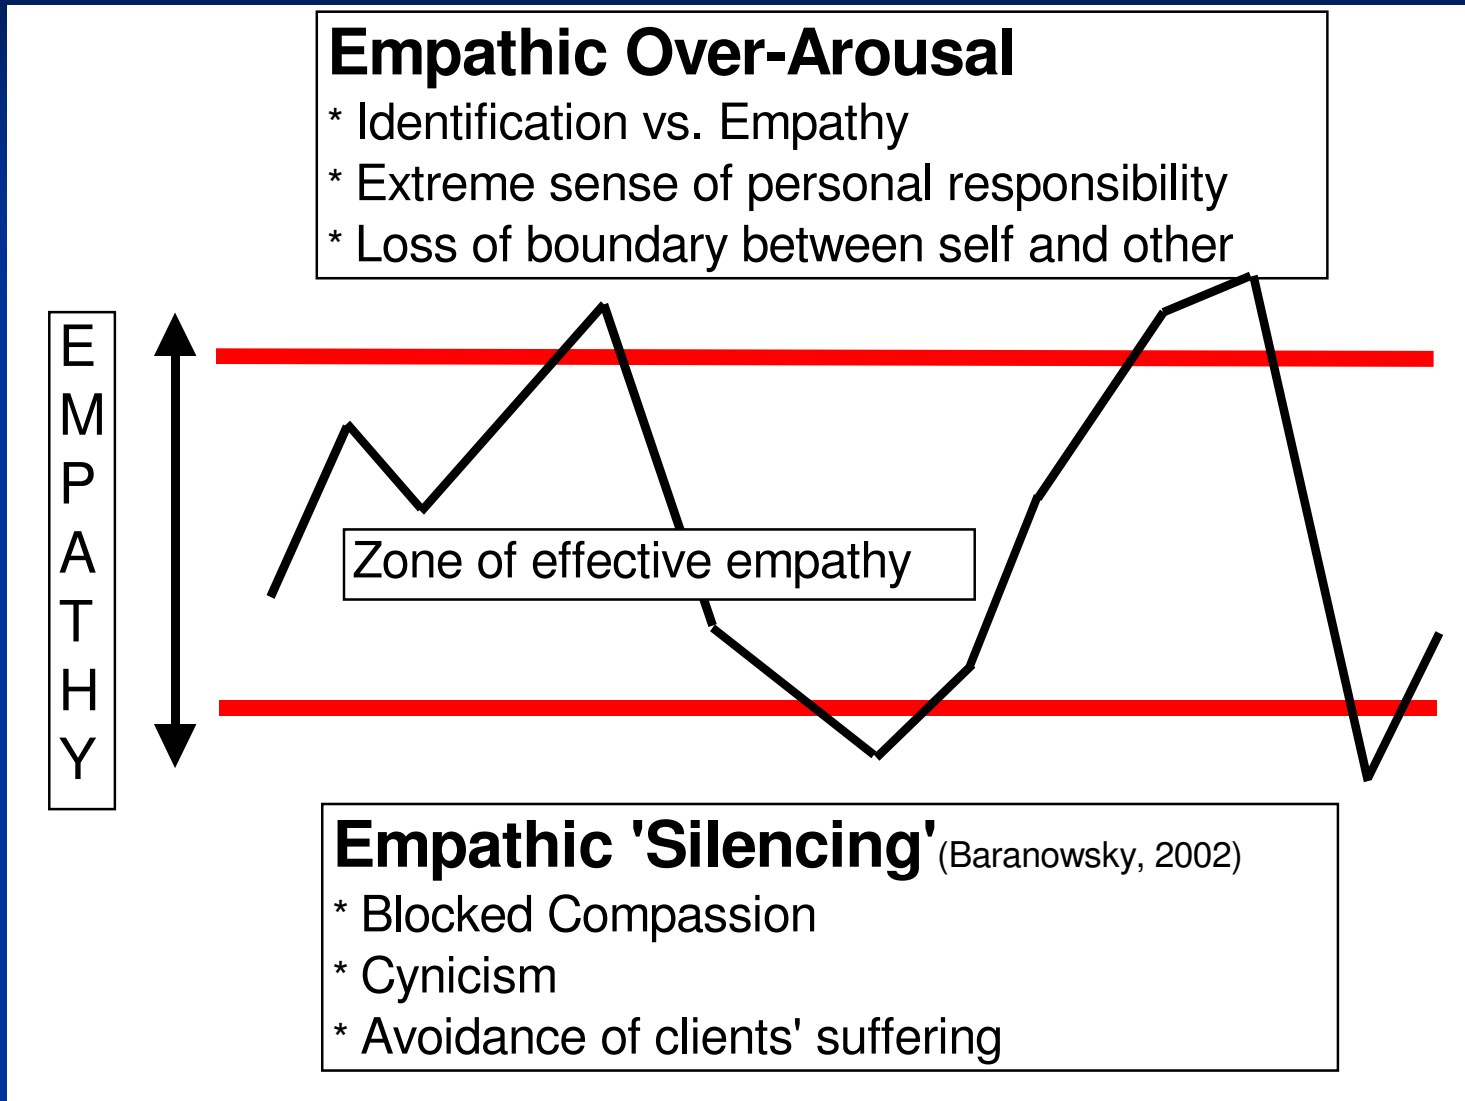 Empathic Over-Arousal
* Identification vs. Empathy
* Extreme sense of personal responsibility
* Loss of boundary between self and other
E
M
P
A
T
H
Y
Zone of effective empathy
Empathic 'Silencing'(Baranowsky, 2002)
* Blocked Compassion
* Cynicism
* Avoidance of clients' suffering